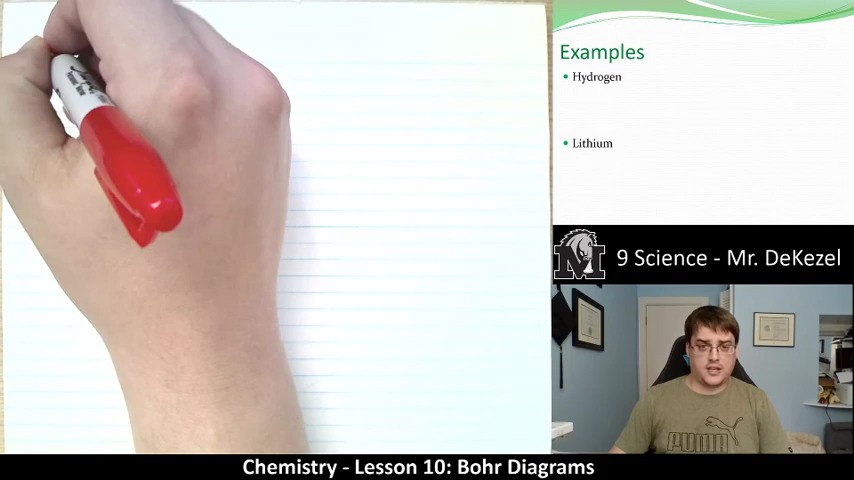 Examples
• Hydrogen
• Lithium
M
9 Science - Mr. DeKezel
PUMA
Chemistry - Lesson 10: Bohr Diagrams